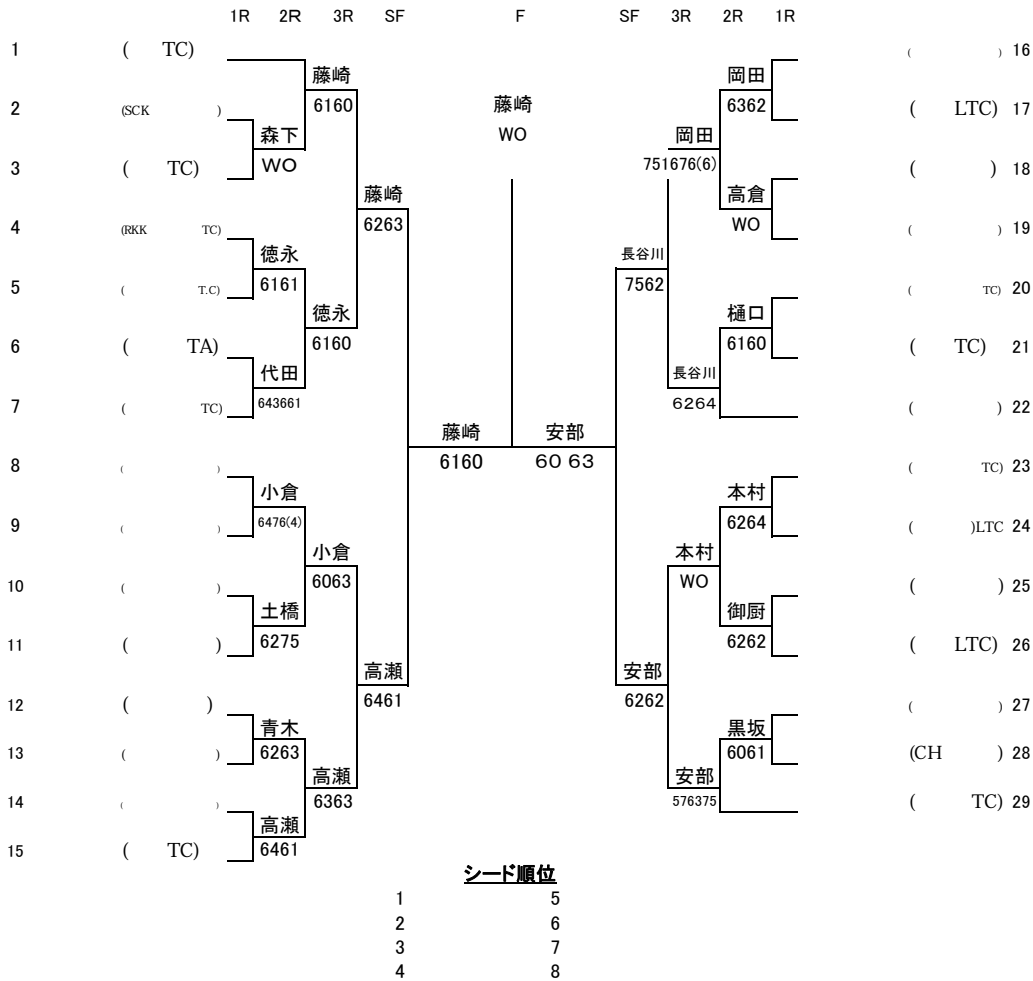 1R 2R 3R SF F SF 3R 2R 1R
1 ( TC) ( ) 16
藤崎 岡田
2 (SCK ) 6160 藤崎 6362 ( LTC) 17
森下 WO 岡田
3 ( TC) WO 751676(6) ( ) 18
藤崎 高倉
4 (RKK TC) 6263 WO ( ) 19
徳永 長谷川
5 ( T.C) 6161 7562 ( TC) 20
徳永 樋口
6 ( TA) 6160 6160 ( TC) 21
代田 長谷川
7 ( TC) 643661 6264 ( ) 22
藤崎 安部
8 ( ) 6160 60 63 ( TC) 23
小倉 本村
9 ( ) 6476(4) 6264 ( )LTC 24
小倉 本村
10 ( ) 6063 WO ( ) 25
土橋 御厨
11 ( ) 6275 6262 ( LTC) 26
高瀬 安部
12 ( ) 6461 6262 ( ) 27
青木 黒坂
13 ( ) 6263 6061 (CH ) 28
高瀬 安部
14 ( ) 6363 576375 ( TC) 29
高瀬
15 ( TC) 6461
シード順位
1 5
2 6
3 7
4 8